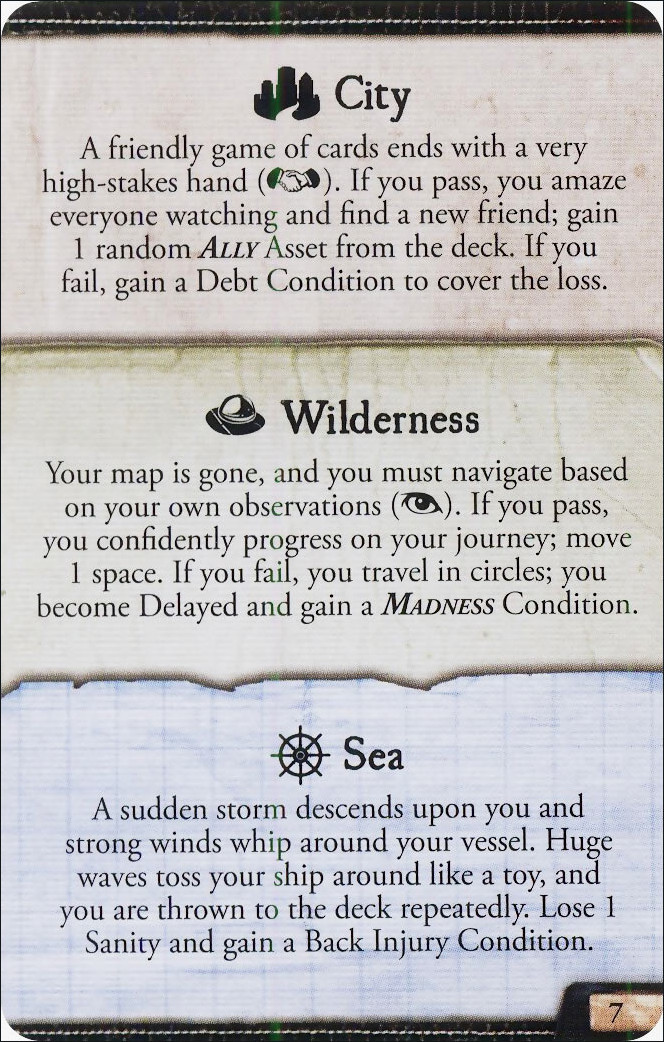 City
A friendly game of cards ends with a very
high-stakes hand ( ). If you pass, you amaze
everyone watching and find a new friend; gain
1 random ALLY Asset from the deck. If you
fail, gain a Debt Condition to cover the loss.
Wilderness
Your map is gone, and you must navigate based
on your own observations ( ). If you pass,
you confidently progress on your journey; move
1 space. If you fail, you travel in circles; you
become Delayed and gain a MADNESS Condition.
Sea
A sudden storm descends upon you and
strong winds whip around your vessel. Huge
waves toss your ship around like a toy, and
you are thrown to the deck repeatedly. Lose 1
Sanity and gain a Back Injury Condition.
7